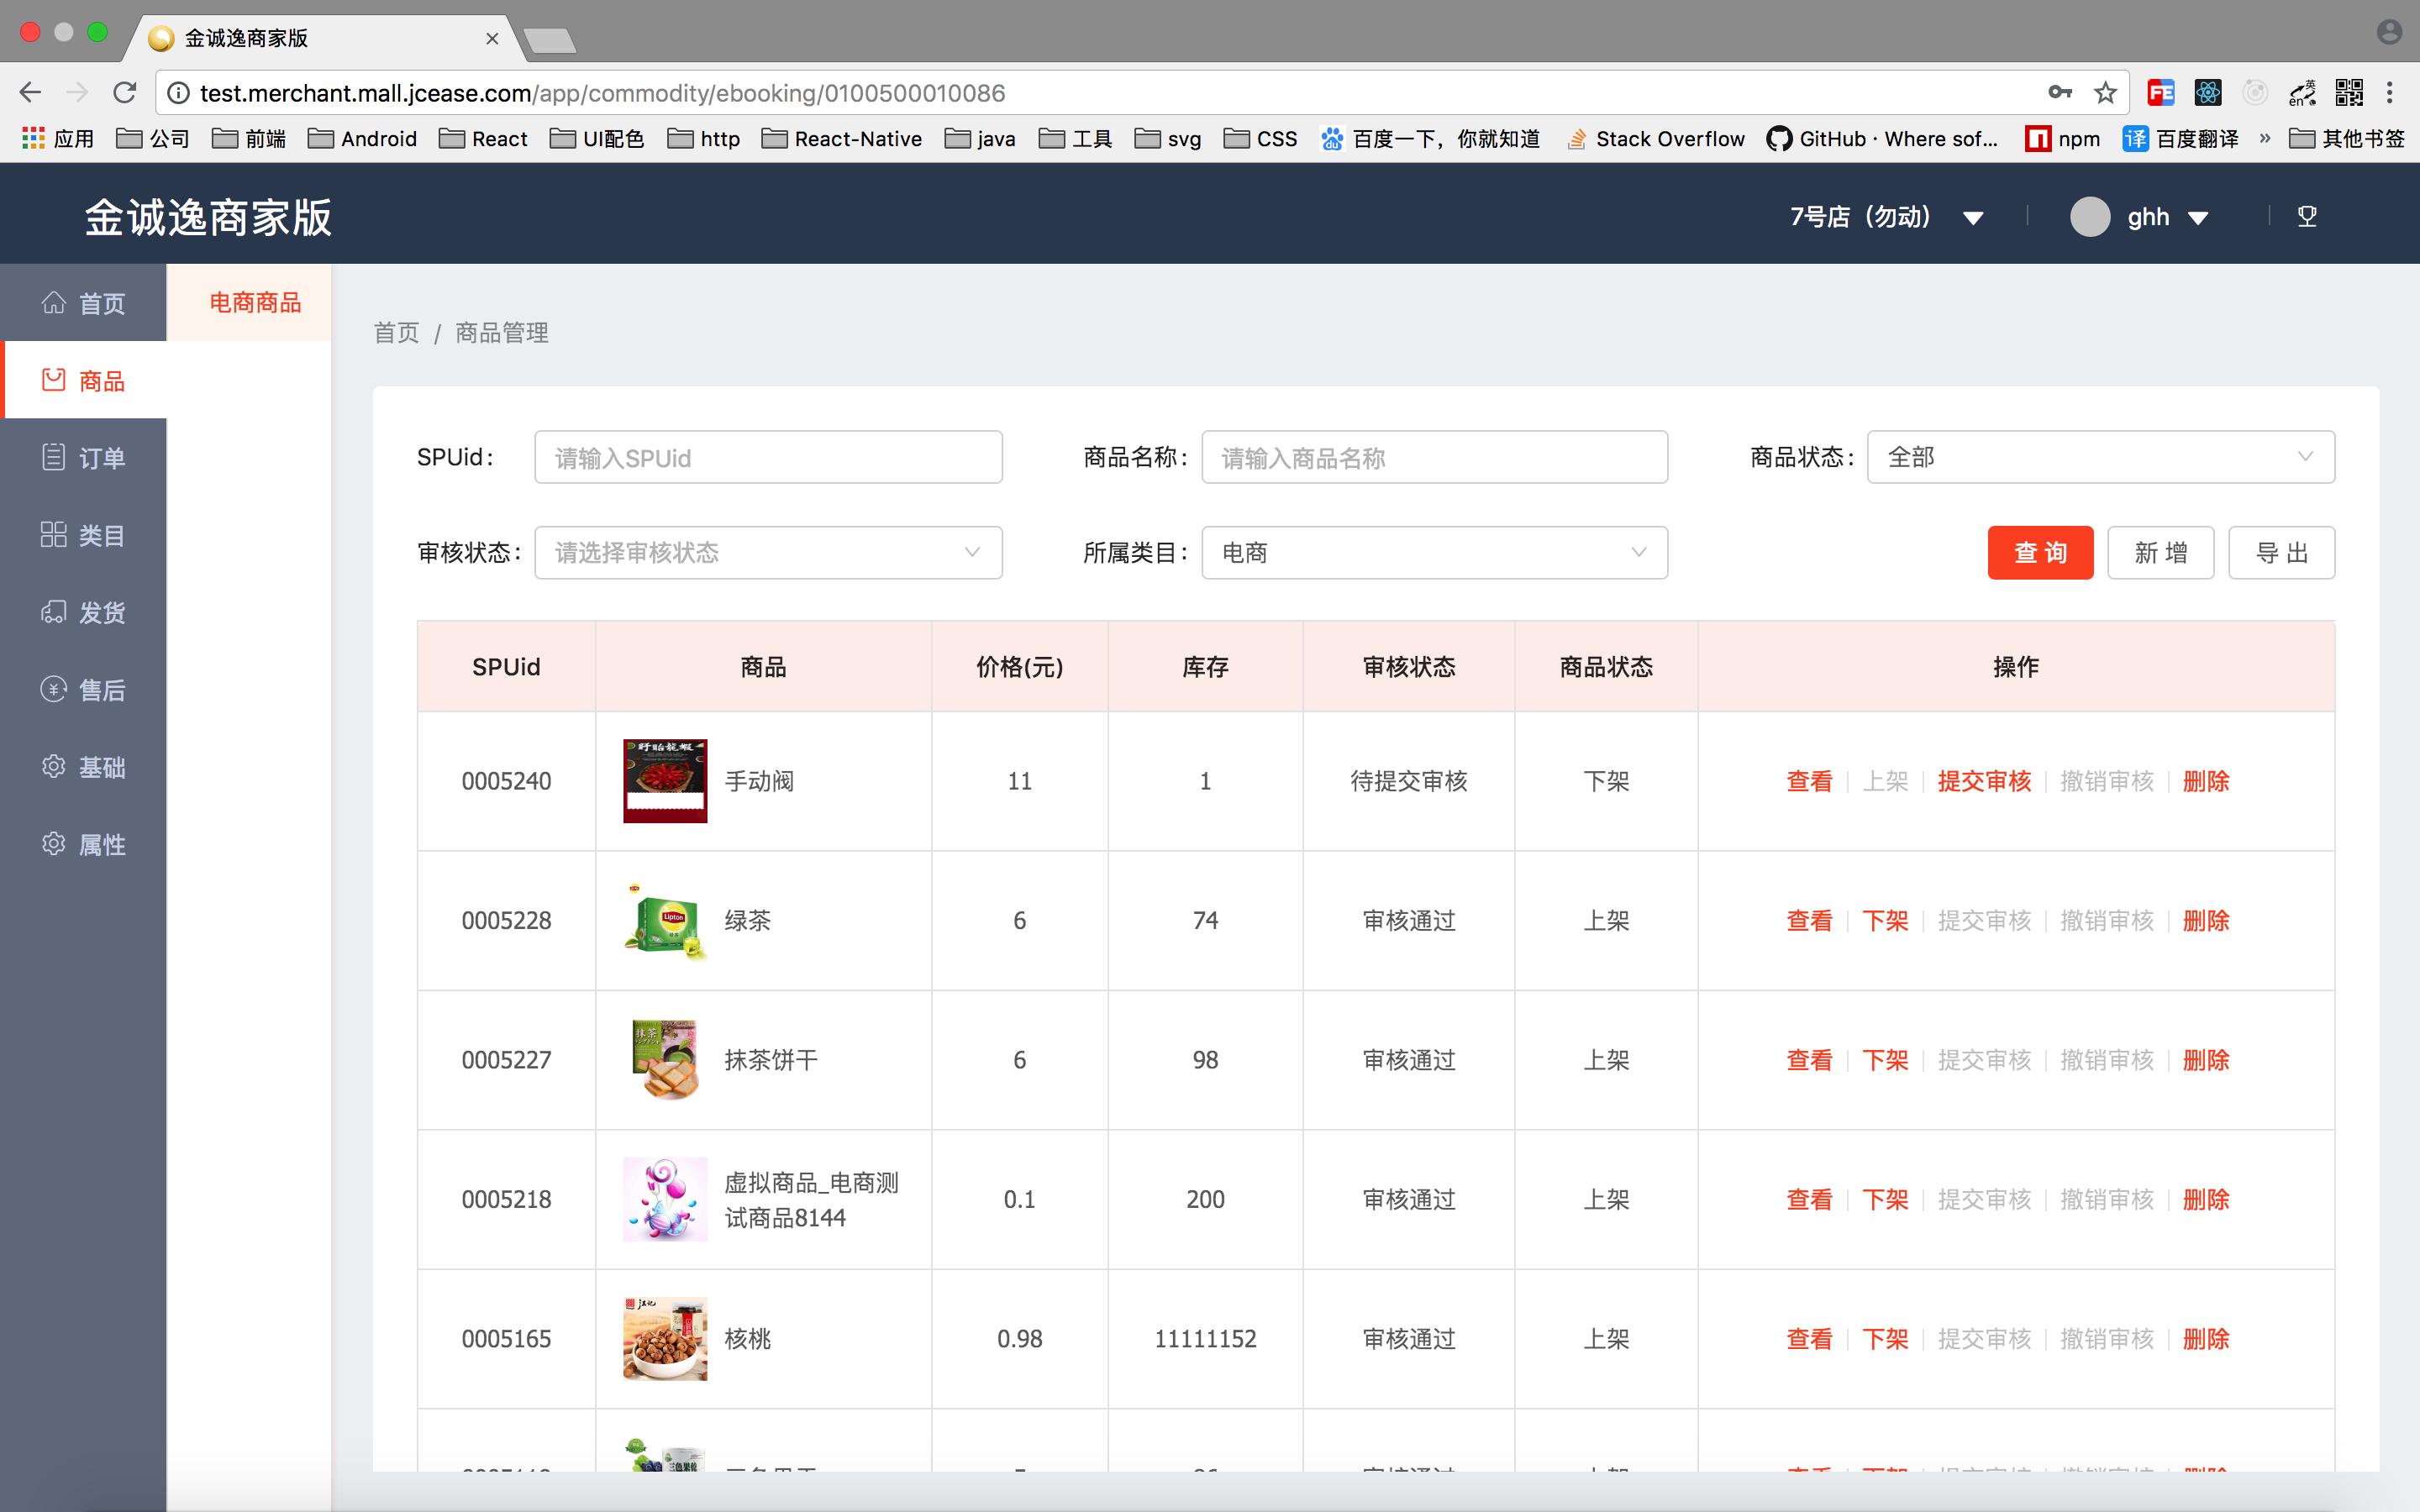 金诚逸商家版
test.merchant.mall.jcease.com/app/commodity/ebooking/0100500010086
应用 公司 前端 Android React UI配色 http React-Native java 工具 svg CSS 百度一下，你就知道 Stack Overflow GitHub · Where sof... npm 译 百度翻译 » 其他书签
金诚逸商家版 7号店（勿动） ghh
首页 电商商品
商品
订单
类目
发货
售后
基础
属性
首页 / 商品管理
SPUid： 请输入SPUid 商品名称： 请输入商品名称 商品状态： 全部
审核状态： 请选择审核状态 所属类目： 电商 查询 新增 导出
SPUid 商品 价格(元) 库存 审核状态 商品状态 操作
0005240 手动阀 11 1 待提交审核 下架 查看 上架 提交审核 撤销审核 删除
0005228 绿茶 6 74 审核通过 上架 查看 下架 提交审核 撤销审核 删除
0005227 抹茶饼干 6 98 审核通过 上架 查看 下架 提交审核 撤销审核 删除
0005218 虚拟商品_电商测
试商品8144 0.1 200 审核通过 上架 查看 下架 提交审核 撤销审核 删除
0005165 核桃 0.98 11111152 审核通过 上架 查看 下架 提交审核 撤销审核 删除